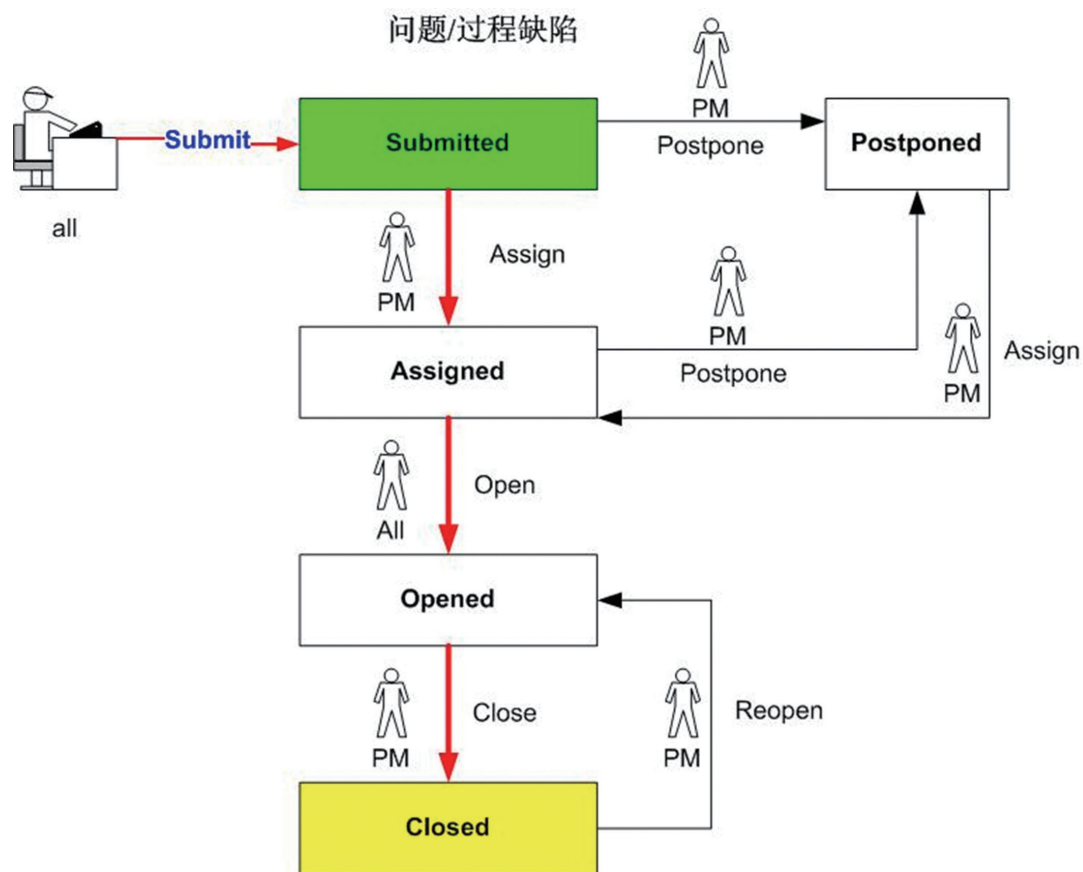 问题/过程缺陷
PM
Submit
Submitted
Postpone
Postponed
all
PM
Assign
PM
Postpone
PM
Assign
Assigned
All
Open
Opened
PM
Close
PM
Reopen
Closed